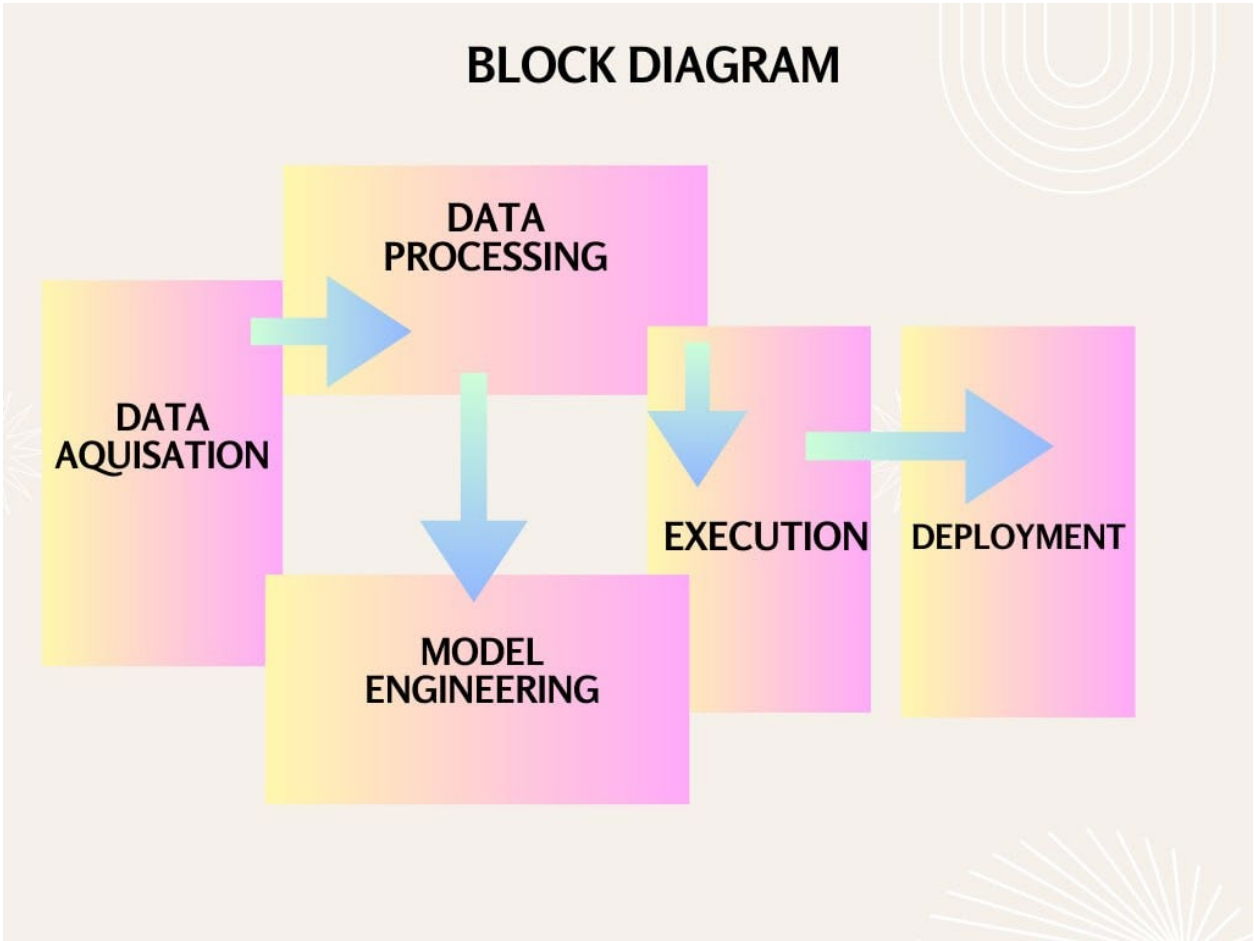 BLOCK DIAGRAM
DATA
PROCESSING
DATA
AQUISATION
EXECUTION
DEPLOYMENT
MODEL
ENGINEERING